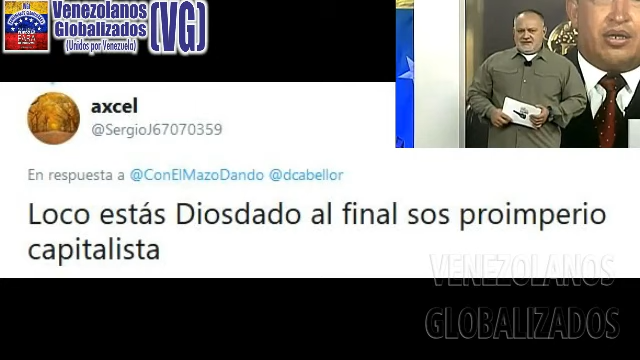 Venezolanos
Globalizados
(Unidos por Venezuela)
(VG)
axcel
@SergioJ67070359
En respuesta a @ConElMazoDando @dcabellor
Loco estás Diosdado al final sos proimperio
capitalista
VENEZOLANOS
GLOBALIZADOS